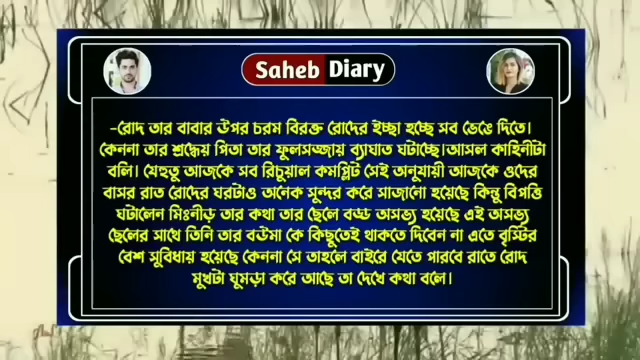 Saheb Diary
-রোদ তার বাবার উপর চরম বিরক্ত রোদের ইচ্ছা হচ্ছে সব ভেঙে দিতে।
কেননা তার শ্রদ্ধেয় পিতা তার ফুলসজ্জায় ব্যাঘাত ঘটাচ্ছে।আসল কাহিনীটা
বলি। যেহুতু আজকে সব রিচুয়াল কমপ্লিট সেই অনুযায়ী আজকে ওদের
বাসর রাত রোদের ঘরটাও অনেক সুন্দর করে সাজানো হয়েছে কিন্তু বিপত্তি
ঘটালেন মিঃনীড় তার কথা তার ছেলে বড্ড অসভ্য হয়েছে এই অসভ্য
ছেলের সাথে তিনি তার বউমা কে কিছুতেই থাকতে দিবেন না এতে বৃস্টির
বেশ সুবিধায় হয়েছে কেননা সে তাহলে বাইরে যেতে পারবে রাতে রোদ
মুখটা ঘুমড়া করে আছে তা দেখে কথা বলে।